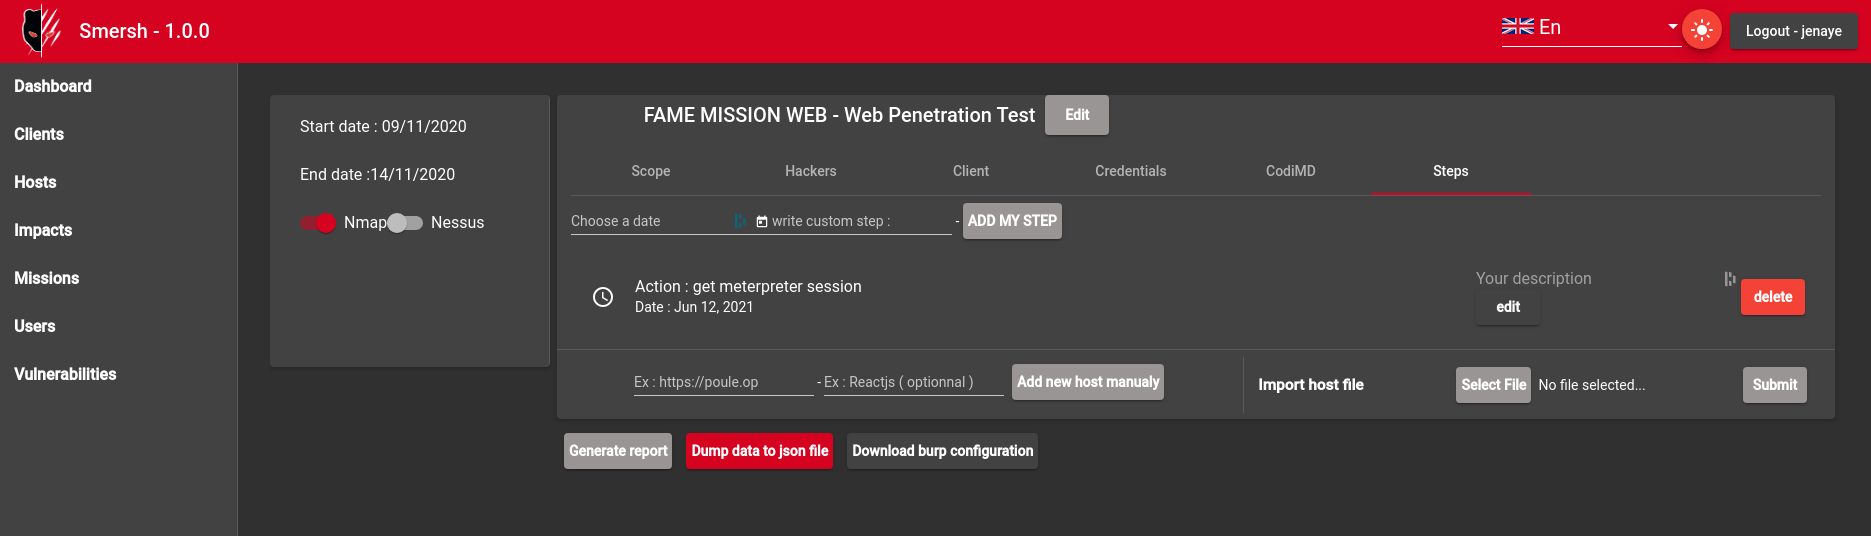 Smersh - 1.0.0
En
Logout - jenaye
Dashboard
Clients
Hosts
Impacts
Missions
Users
Vulnerabilities
Start date : 09/11/2020
End date :14/11/2020
Nmap Nessus
FAME MISSION WEB - Web Penetration Test Edit
Scope Hackers Client Credentials CodiMD Steps
Choose a date write custom step : - ADD MY STEP
Action : get meterpreter session
Date : Jun 12, 2021
Your description
edit
delete
Ex : https://poule.op - Ex : Reactjs ( optionnal ) Add new host manualy
Import host file Select File No file selected... Submit
Generate report Dump data to json file Download burp configuration